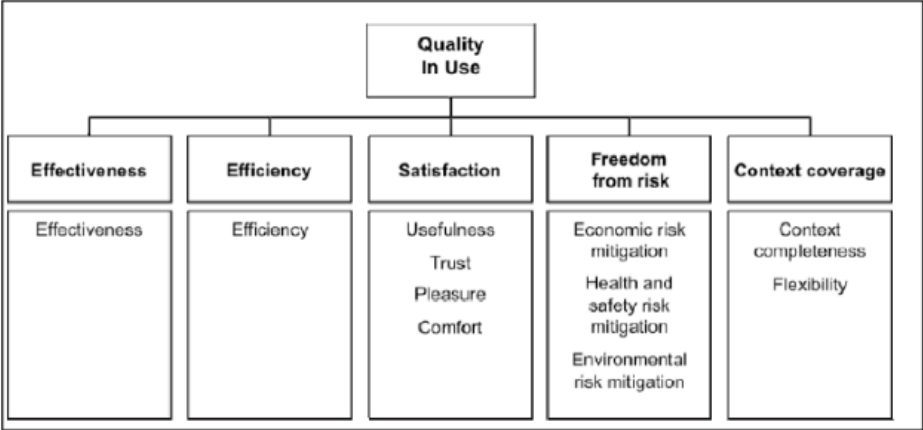 Quality
In Use
Effectiveness
Efficiency
Satisfaction
Freedom
from risk
Context coverage
Effectiveness
Efficiency
Usefulness
Trust
Pleasure
Comfort
Economic risk
mitigation
Health and
safety risk
mitigation
Environmental
risk mitigation
Context
completeness
Flexibility